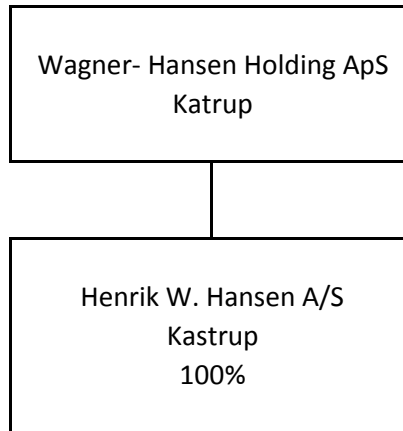 Wagner- Hansen Holding ApS
Katrup
Henrik W. Hansen A/S
Kastrup
100%